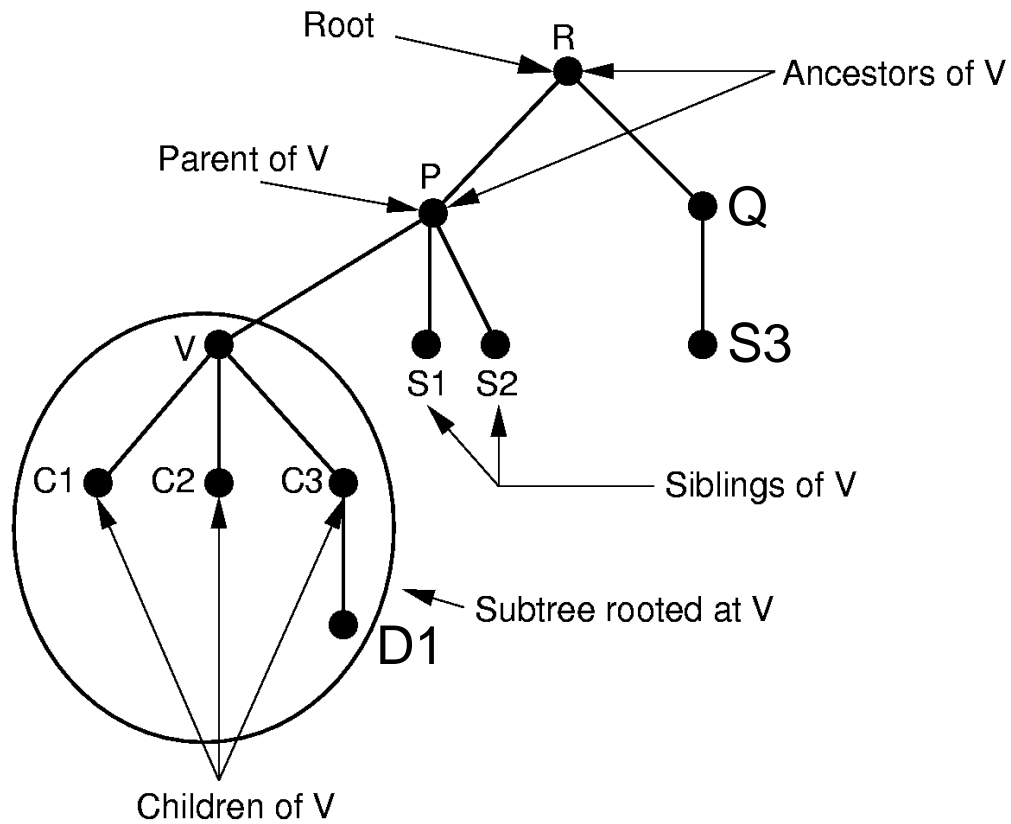 Root
R
Ancestors of V
Parent of V
P
Q
V
S1
S2
S3
C1
C2
C3
Siblings of V
Subtree rooted at V
D1
Children of V